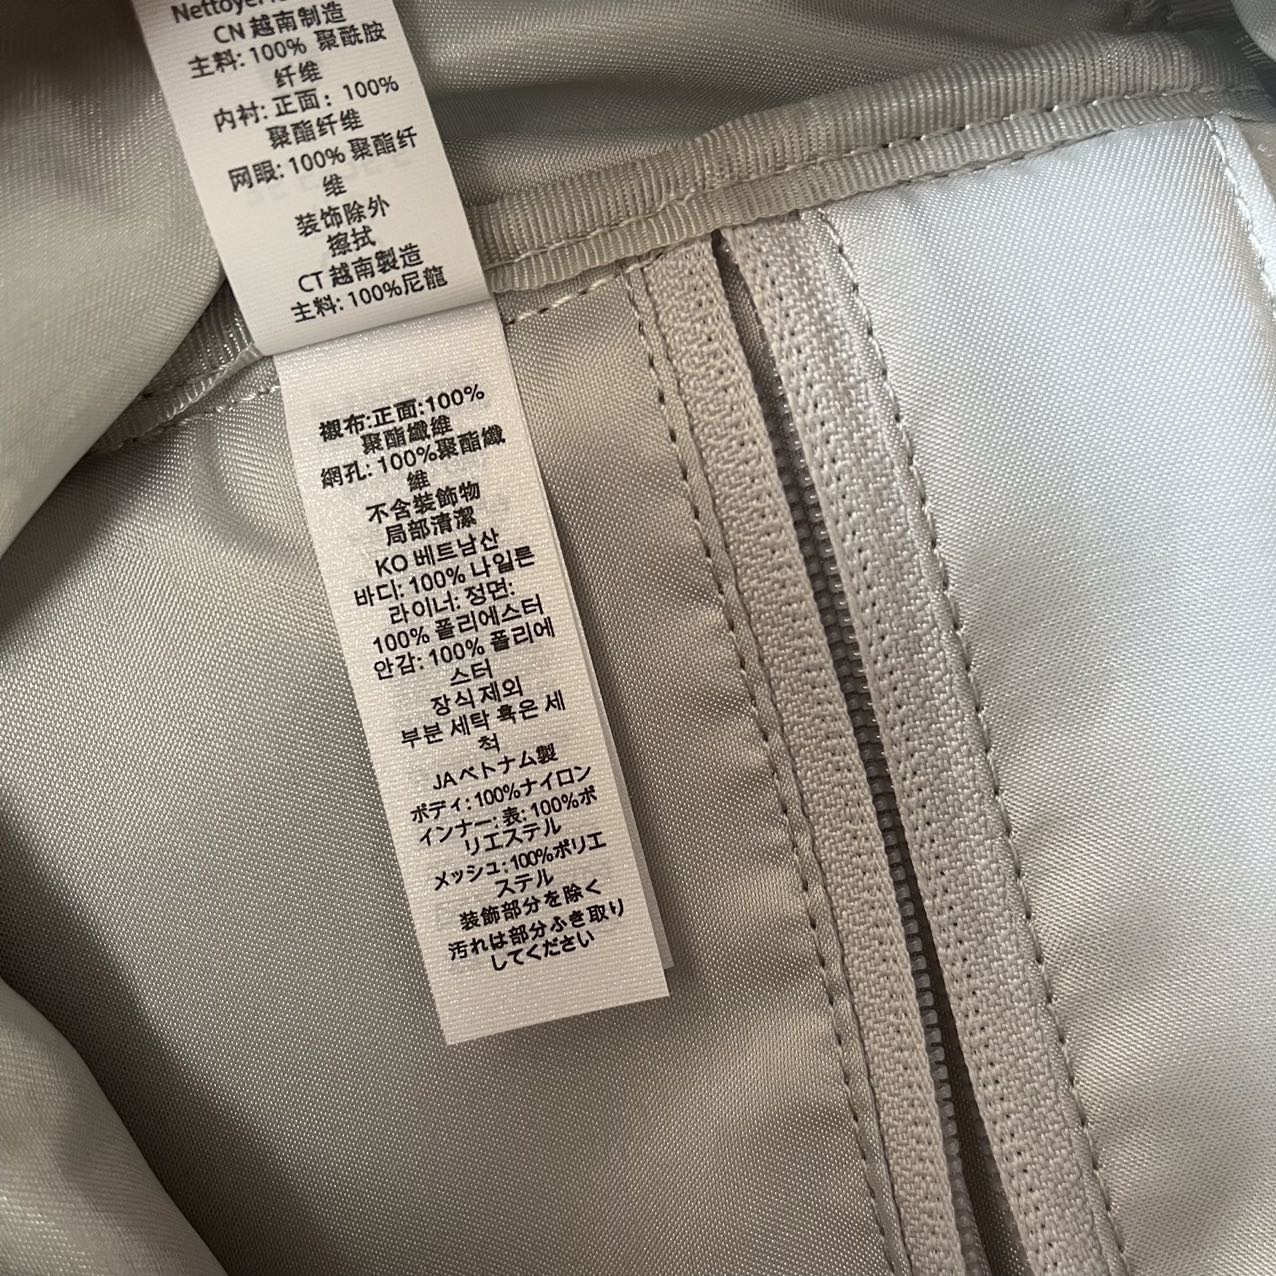 Nettoyer
CN 越南制造
主料: 100% 聚酰胺
纤维
内衬: 正面: 100%
聚酯纤维
网眼: 100% 聚酯纤
维
装饰除外
擦拭
CT 越南製造
主料: 100%尼龍
襯布:正面:100%
聚酯纖維
網孔: 100%聚酯纖
維
不含裝飾物
局部清潔
KO 베트남산
바디: 100% 나일론
라이너: 정면:
100% 폴리에스터
안감: 100% 폴리에
스터
장식 제외
부분 세탁 혹은 세
척
JA ベトナム製
ボディ: 100%ナイロン
インナー: 表: 100%ポ
リエステル
メッシュ: 100%ポリエ
ステル
装飾部分を除く
汚れは部分ふき取り
してください